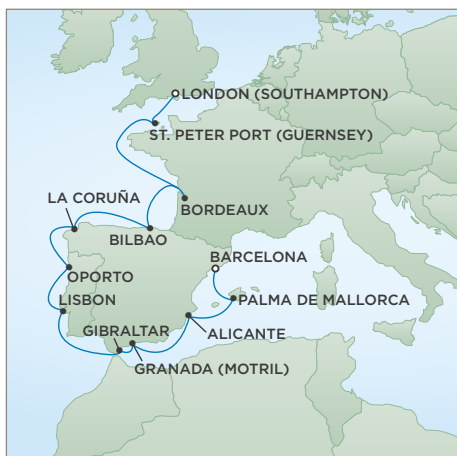 LONDON (SOUTHAMPTON)
ST. PETER PORT (GUERNSEY)
LA CORUÑA
BORDEAUX
BILBAO
BARCELONA
OPORTO
LISBON
PALMA DE MALLORCA
GIBRALTAR
ALICANTE
GRANADA (MOTRIL)